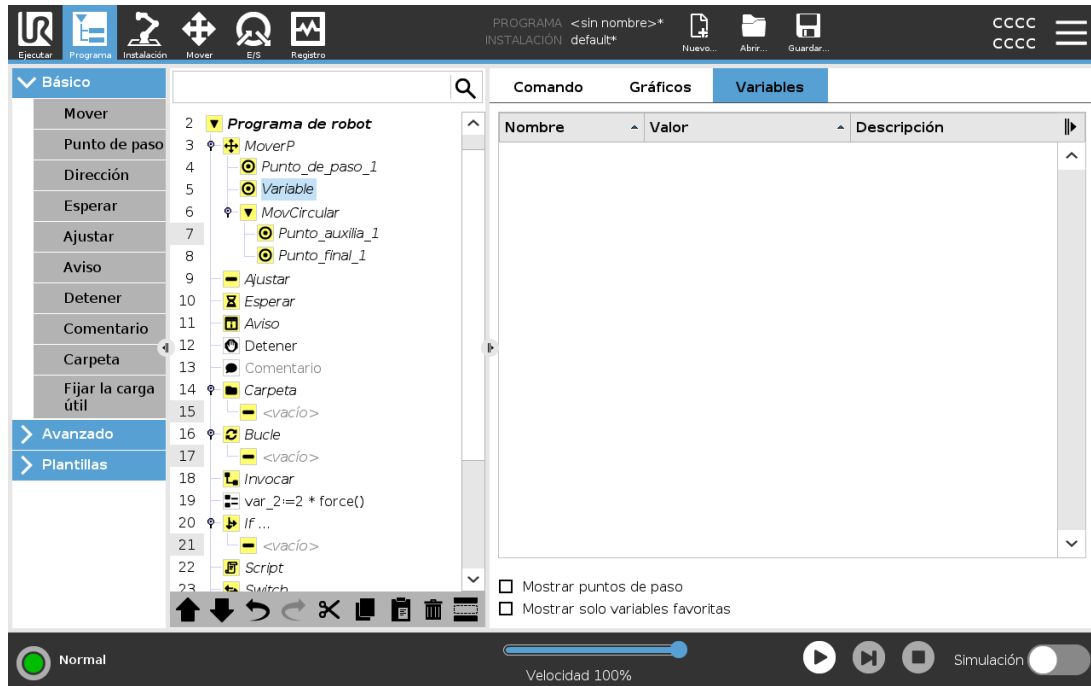 PROGRAMA <sin nombre>*
INSTALACIÓN default*
Ejecutar Programa Instalación Mover E/S Registro
Nuevo... Abrir... Guardar...
CCCC
CCCC
Básico
Mover
Punto de paso
Dirección
Esperar
Ajustar
Aviso
Detener
Comentario
Carpeta
Fijar la carga
útil
Avanzado
Plantillas
2 Programa de robot
3 MoverP
4 Punto_de_paso_1
5 Variable
6 MovCircular
7 Punto_auxilia_1
8 Punto_final_1
9 Ajustar
10 Esperar
11 Aviso
12 Detener
13 Comentario
14 Carpeta
15 <vacío>
16 Bucle
17 <vacío>
18 Invocar
19 var_2:=2 * force()
20 If ...
21 <vacío>
22 Script
23 Switch
Comando Gráficos Variables
Nombre Valor Descripción
Mostrar puntos de paso
Mostrar solo variables favoritas
Normal
Velocidad 100%
Simulación